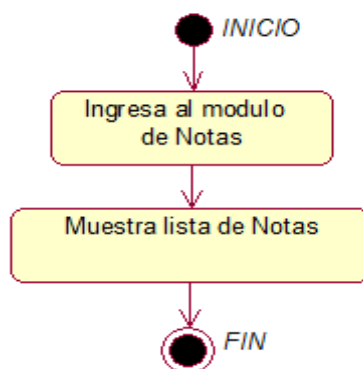 INICIO
Ingresa al modulo
de Notas
Muestra lista de Notas
FIN